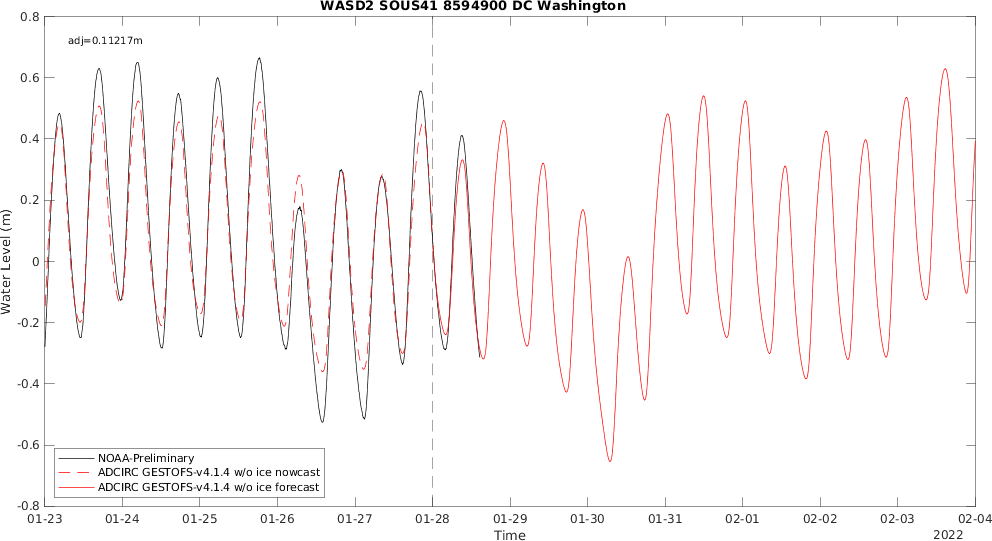 WASD2 SOUS41 8594900 DC Washington
adj=0.11217m
0.8
0.6
0.4
0.2
0
-0.2
-0.4
-0.6
-0.8
Water Level (m)
NOAA-Preliminary
ADCIRC GESTOFS-v4.1.4 w/o ice nowcast
ADCIRC GESTOFS-v4.1.4 w/o ice forecast
01-23 01-24 01-25 01-26 01-27 01-28 01-29 01-30 01-31 02-01 02-02 02-03 02-04
Time
2022